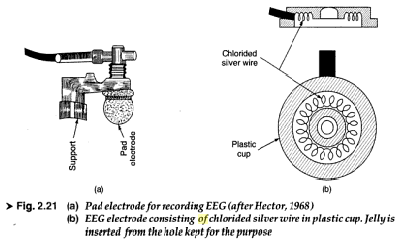 Chlorided
silver wire
Support
Pad
electrode
Plastic
cup
(a)
(b)
➤ Fig. 2.21 (a) Pad electrode for recording EEG (after Hector, 1968)
(b) EEG electrode consisting of chlorided silver wire in plastic cup. Jelly is
inserted from the hole kept for the purpose